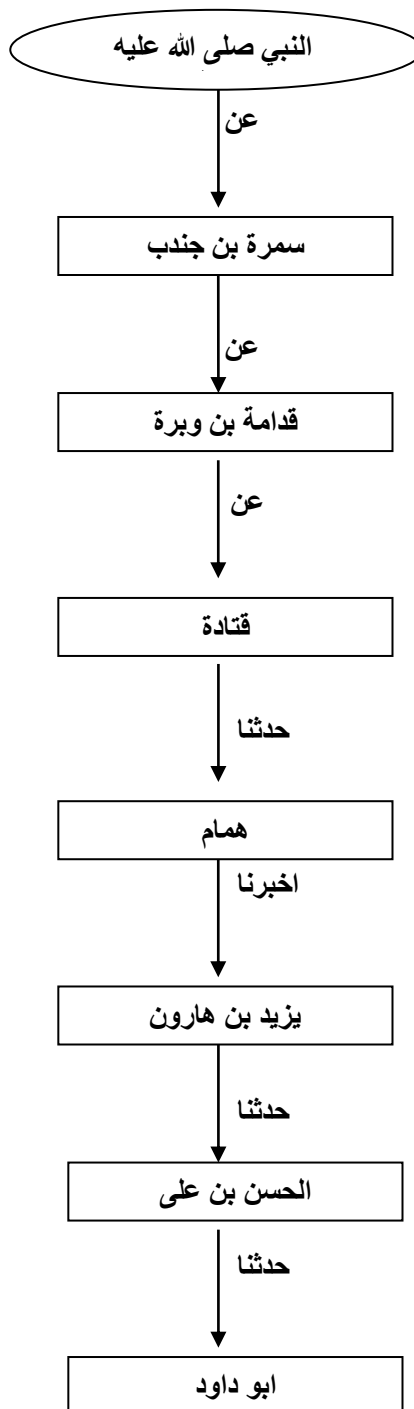 النبي صلى الله عليه
عن
سمرة بن جندب
عن
قدامة بن وبرة
عن
قتادة
حدثنا
همام
اخبرنا
يزيد بن هارون
حدثنا
الحسن بن على
حدثنا
ابو داود